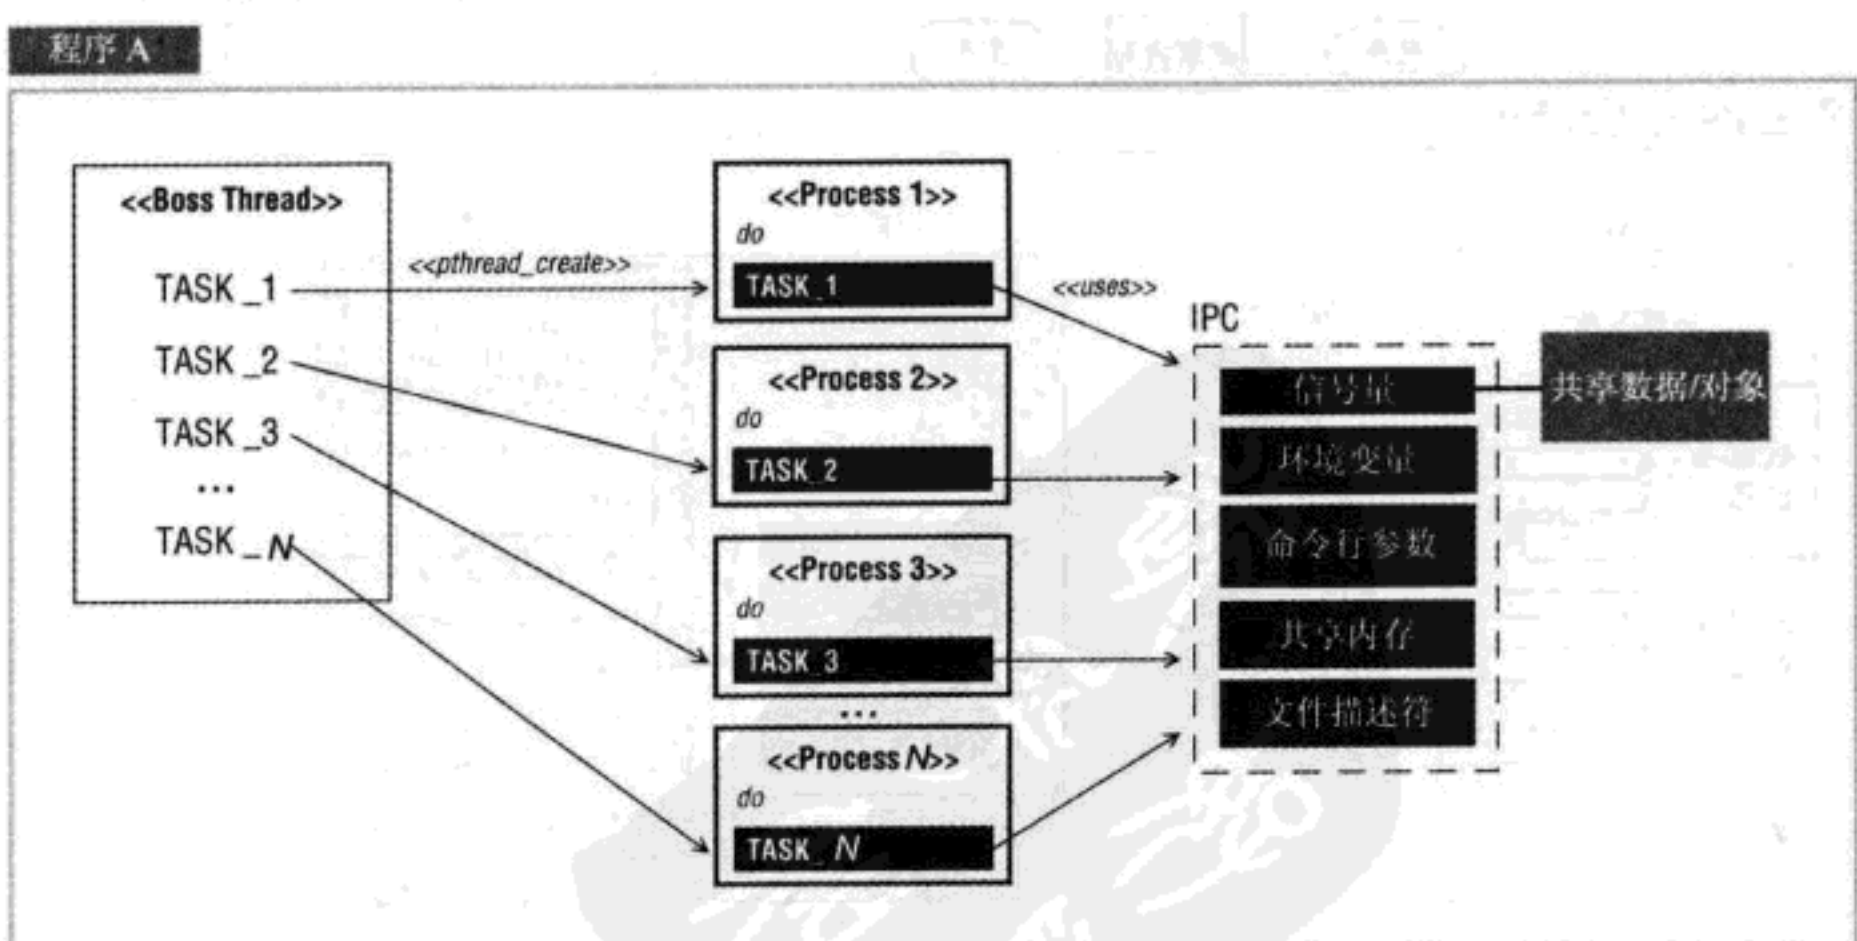 程序 A
<<Boss Thread>>
TASK _1
TASK _2
TASK _3
...
TASK _ N
<<pthread_create>>
<<Process 1>>
do
TASK_1
<<Process 2>>
do
TASK_2
<<Process 3>>
do
TASK_3
...
<<Process N>>
do
TASK_ N
<<uses>>
IPC
信号量
环境变量
命令行参数
共享内存
文件描述符
共享数据/对象